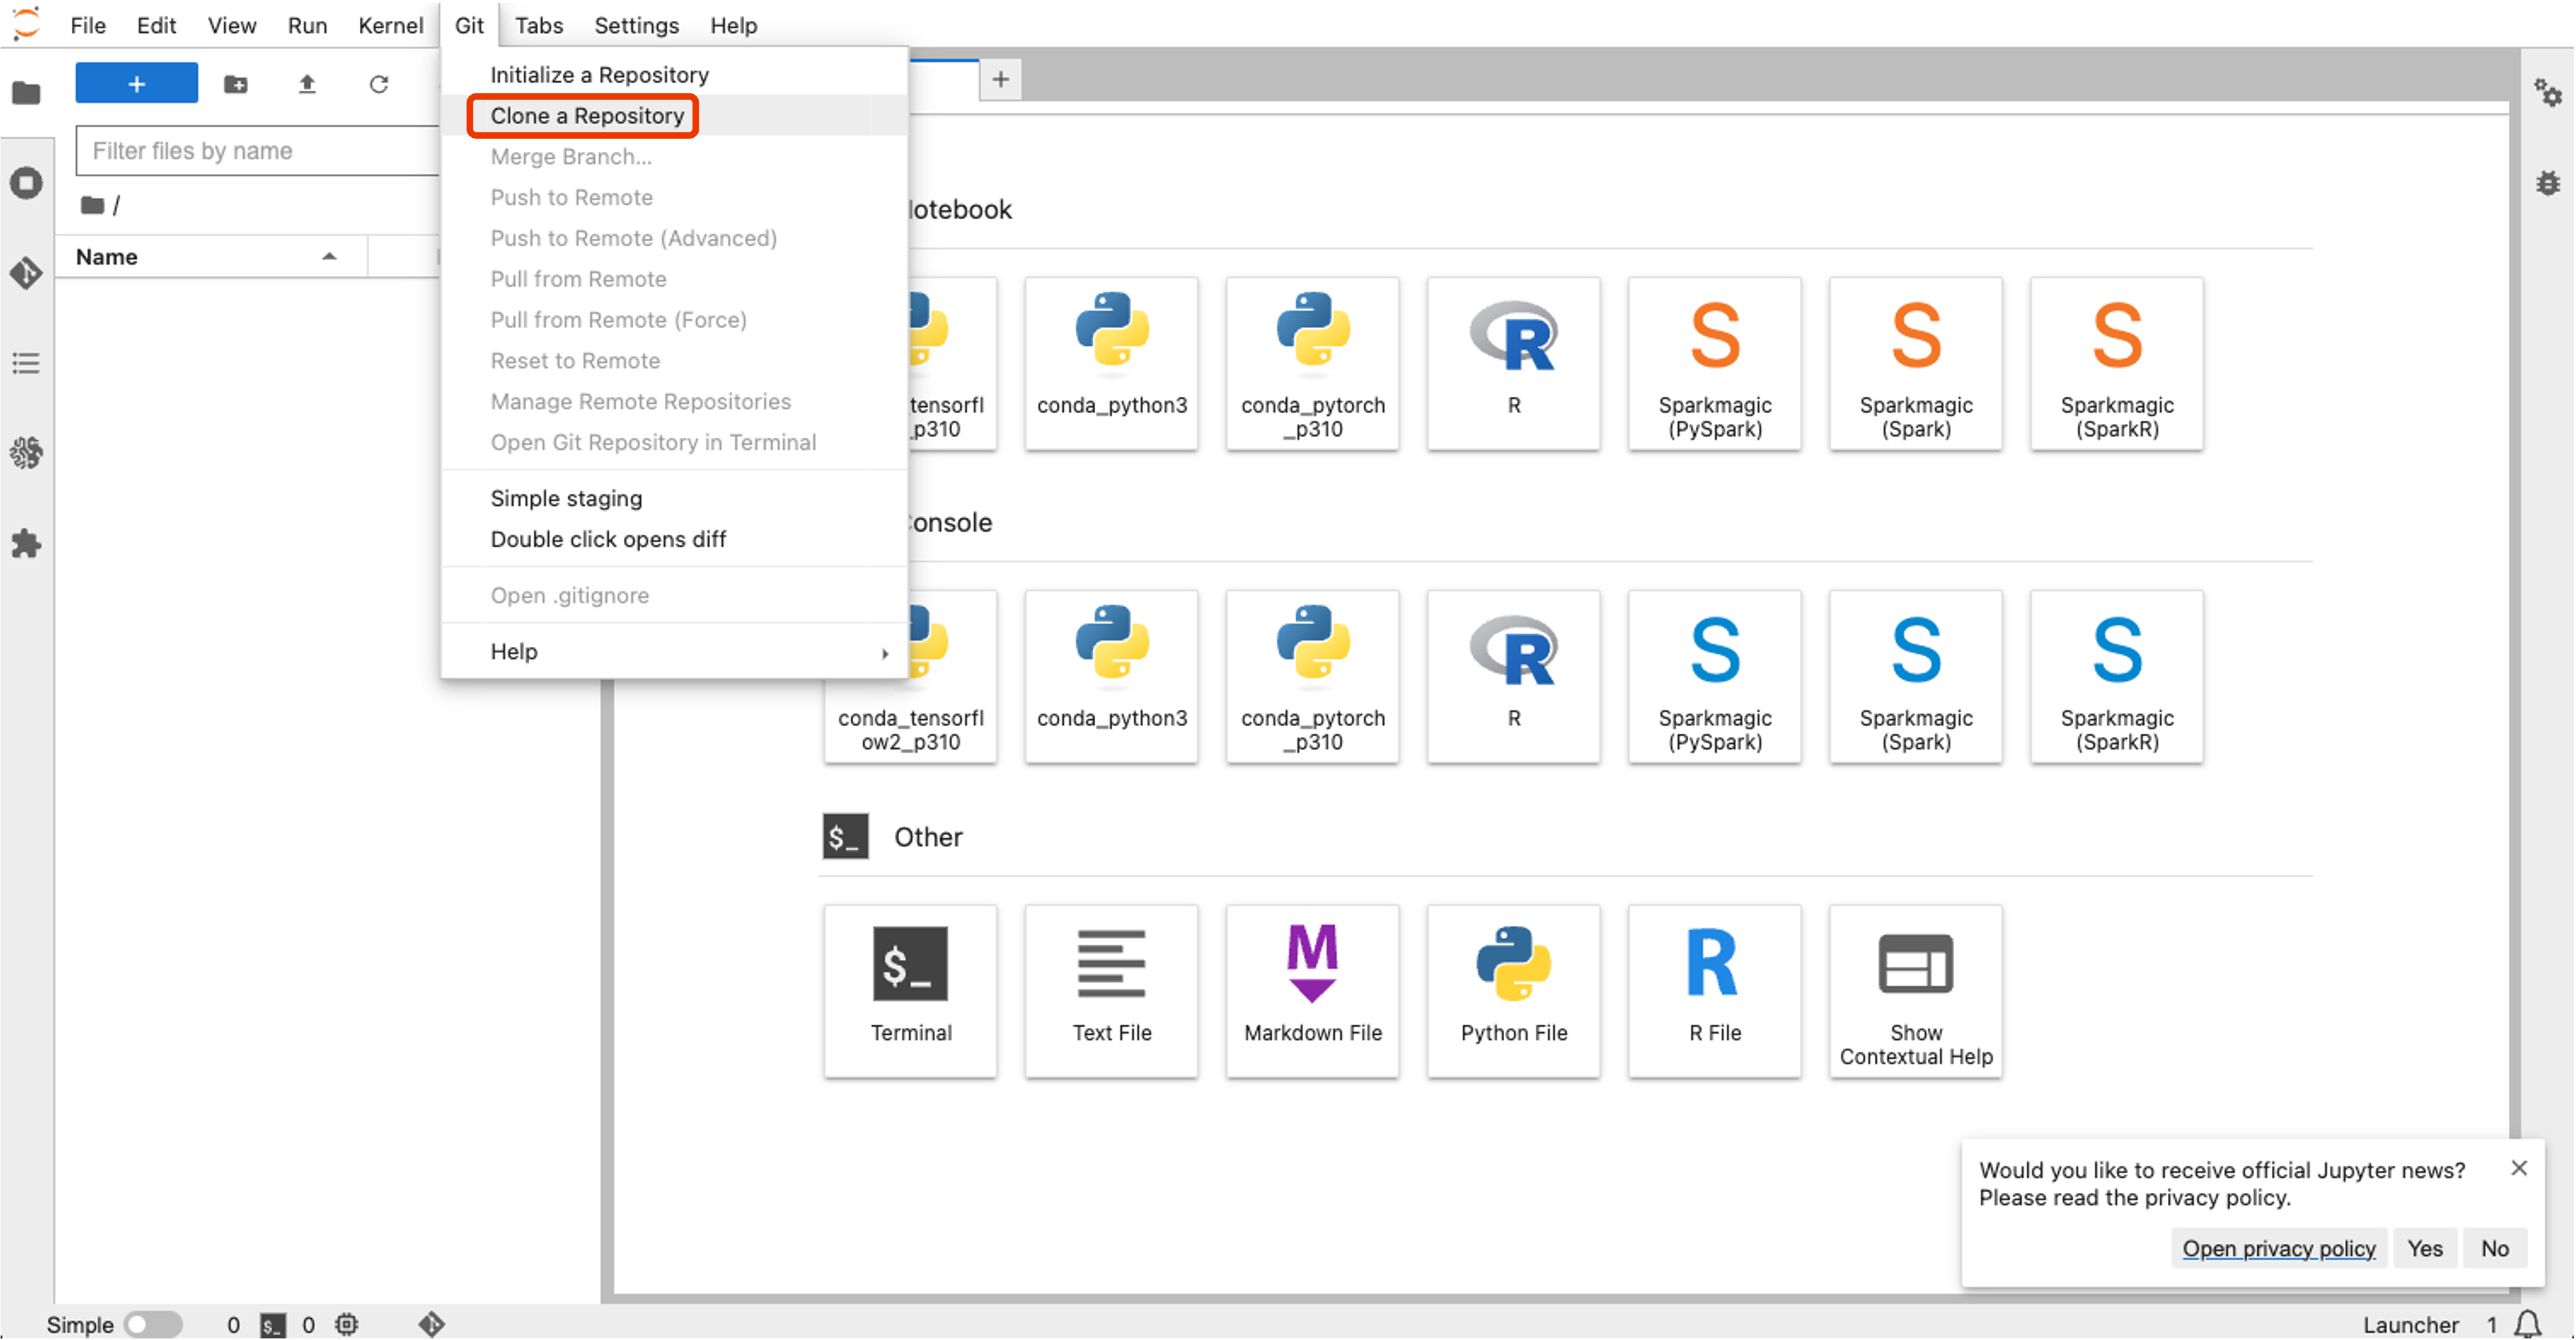 File Edit View Run Kernel Git Tabs Settings Help
+
Filter files by name
/
Name
Initialize a Repository
Clone a Repository
Merge Branch...
Push to Remote
Push to Remote (Advanced)
Pull from Remote
Pull from Remote (Force)
Reset to Remote
Manage Remote Repositories
Open Git Repository in Terminal
Simple staging
Double click opens diff
Open .gitignore
Help
+
otebook
tensorfl
p310
conda_python3
conda_pytorch
_p310
R
R
S
Sparkmagic
(PySpark)
S
Sparkmagic
(Spark)
S
Sparkmagic
(SparkR)
onsole
conda_tensorfl
ow2_p310
conda_python3
conda_pytorch
_p310
R
R
S
Sparkmagic
(PySpark)
S
Sparkmagic
(Spark)
S
Sparkmagic
(SparkR)
$_ Other
$_
Terminal
Text File
M
Markdown File
Python File
R
R File
Show
Contextual Help
Would you like to receive official Jupyter news?
Please read the privacy policy.
Open privacy policy Yes No
Simple 0 $_ 0 Launcher 1